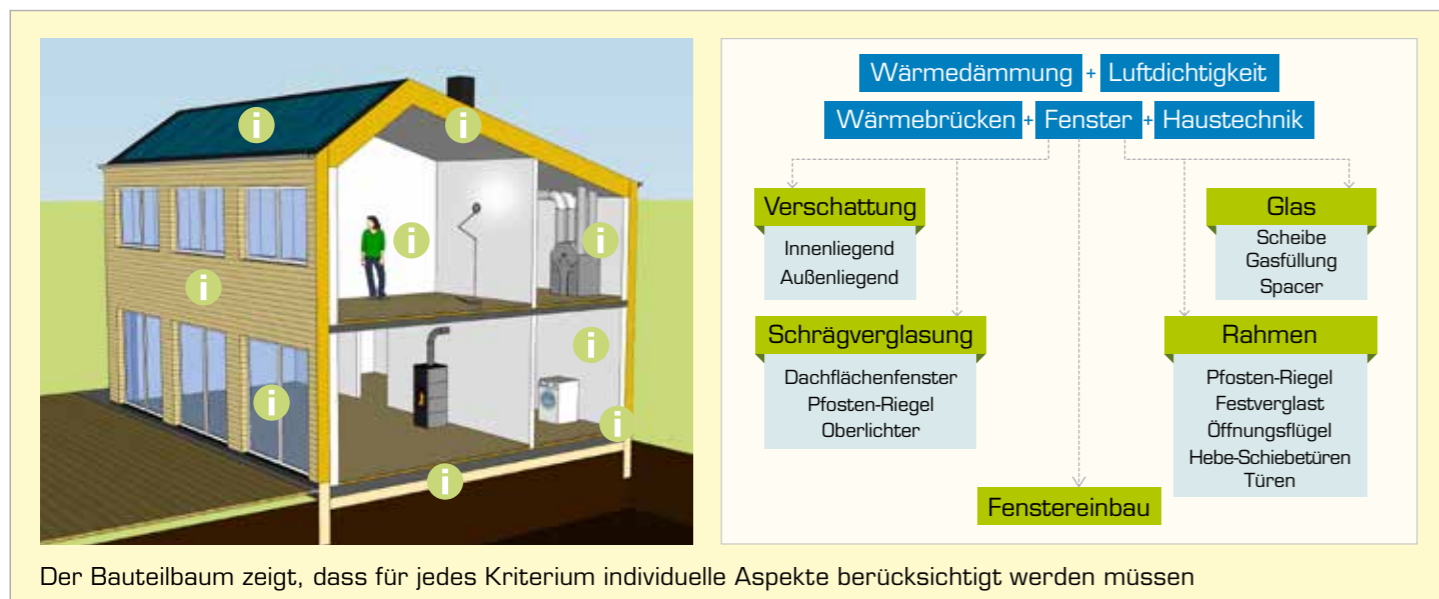 i
i
i
i
i
i
i
i
i
Wärmedämmung + Luftdichtigkeit
Wärmebrücken + Fenster + Haustechnik
Verschattung
Innenliegend
Außenliegend
Glas
Scheibe
Gasfüllung
Spacer
Schrägverglasung
Dachflächenfenster
Pfosten-Riegel
Oberlichter
Rahmen
Pfosten-Riegel
Festverglast
Öffnungsflügel
Hebe-Schiebetüren
Türen
Fenstereinbau
Der Bauteilbaum zeigt, dass für jedes Kriterium individuelle Aspekte berücksichtigt werden müssen